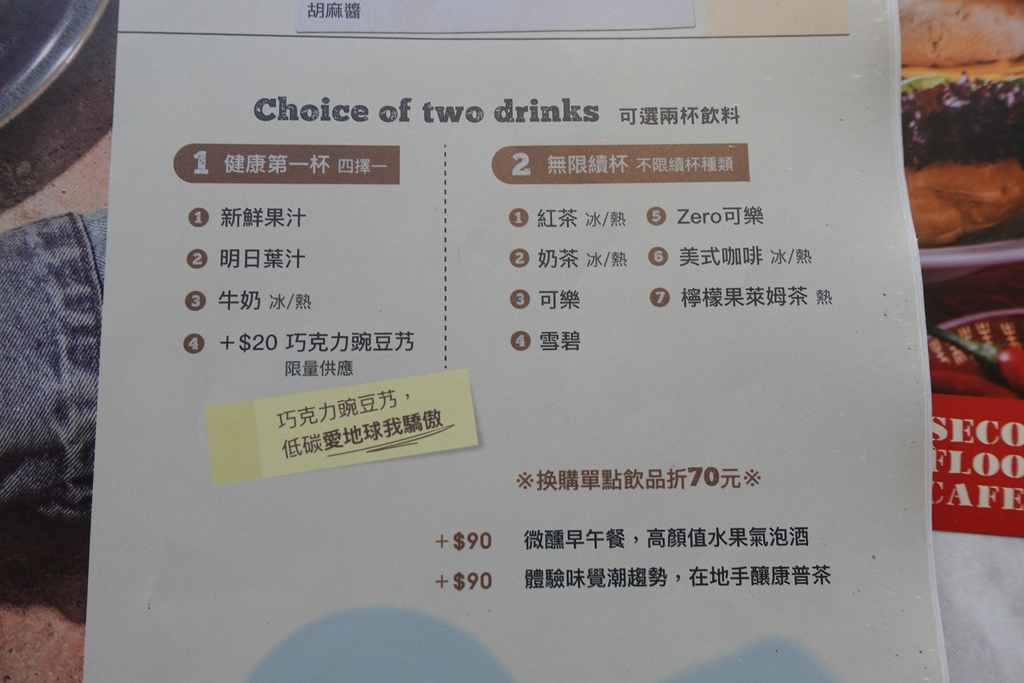 胡麻醬
Choice of two drinks 可選兩杯飲料
1 健康第一杯 四擇一
1 新鮮果汁
2 明日葉汁
3 牛奶 冰/熱
4 +$20 巧克力豌豆艿
限量供應
巧克力豌豆艿，
低碳愛地球我驕傲
2 無限續杯 不限續杯種類
1 紅茶 冰/熱
2 奶茶 冰/熱
3 可樂
4 雪碧
5 Zero可樂
6 美式咖啡 冰/熱
7 檸檬果萊姆茶 熱
※換購單點飲品折70元※
+$90 微醺早午餐，高顏值水果氣泡酒
+$90 體驗味覺潮趨勢，在地手釀康普茶
SECO
FLOO
CAFE